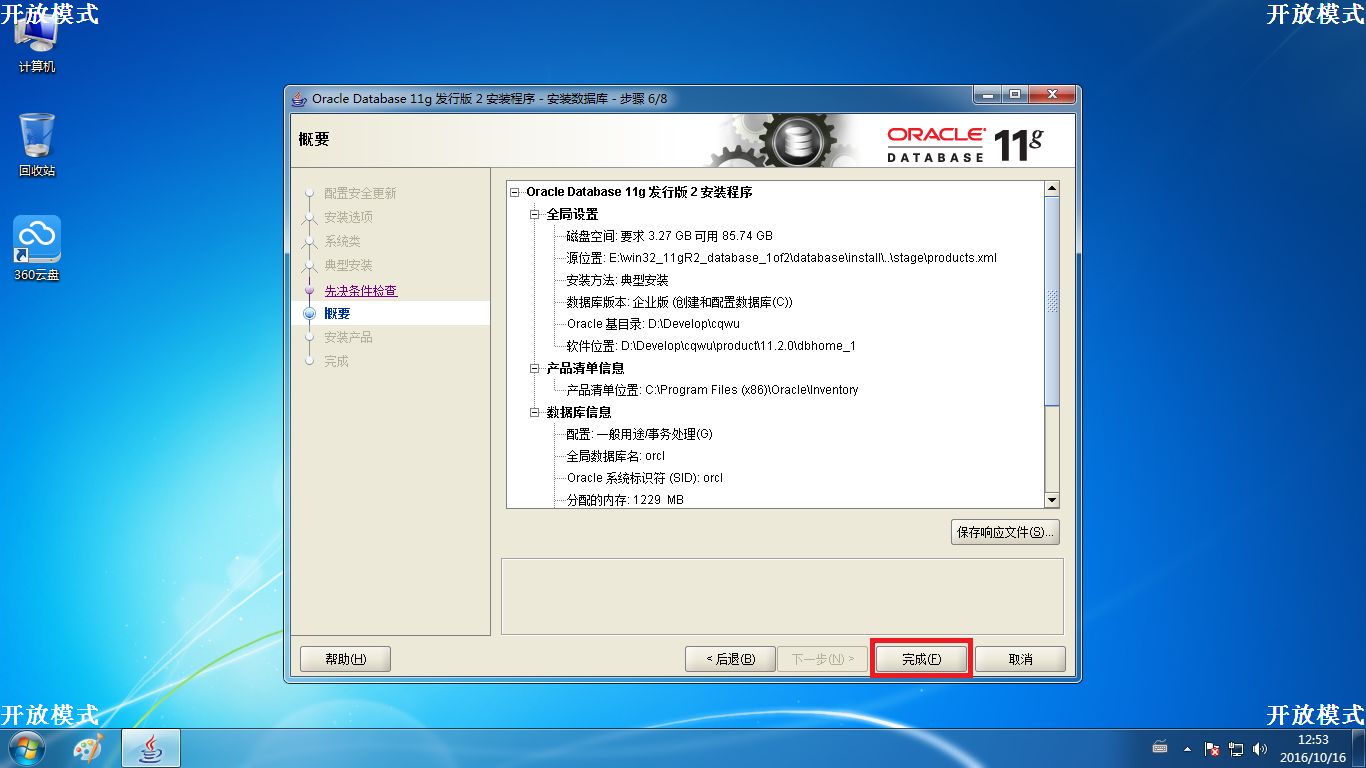 开放模式
开放模式
计算机
回收站
360云盘
Oracle Database 11g 发行版 2 安装程序 - 安装数据库 - 步骤 6/8
概要
ORACLE
DATABASE
11g
配置安全更新
安装选项
系统类
典型安装
先决条件检查
概要
安装产品
完成
Oracle Database 11g 发行版 2 安装程序
全局设置
磁盘空间: 要求 3.27 GB 可用 85.74 GB
源位置: E:\win32_11gR2_database_1of2\database\install\..\stage\products.xml
安装方法: 典型安装
数据库版本: 企业版 (创建和配置数据库(C))
Oracle 基目录: D:\Develop\cqwu
软件位置: D:\Develop\cqwu\product\11.2.0\dbhome_1
产品清单信息
产品清单位置: C:\Program Files (x86)\Oracle\Inventory
数据库信息
配置: 一般用途/事务处理(G)
全局数据库名: orcl
Oracle 系统标识符 (SID): orcl
分配的内存: 1229 MB
保存响应文件(S)...
帮助(H)
< 后退(B)
下一步(N) >
完成(F)
取消
开放模式
开放模式
12:53
2016/10/16